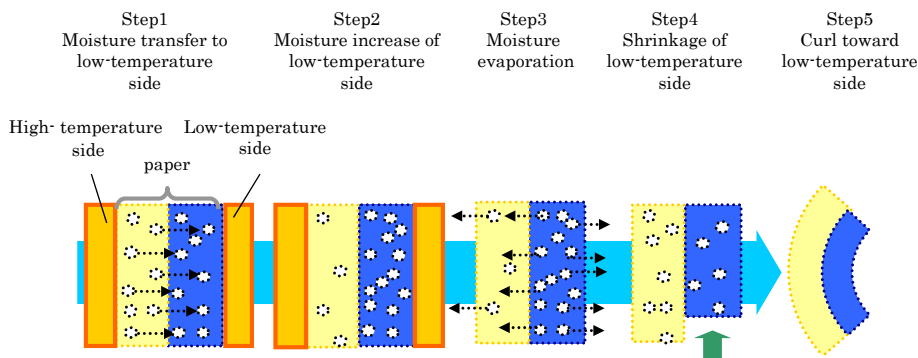 Step1
Moisture transfer to
low-temperature
side
Step2
Moisture increase of
low-temperature
side
Step3
Moisture
evaporation
Step4
Shrinkage of
low-temperature
side
Step5
Curl toward
low-temperature
side
High- temperature
side
Low-temperature
side
paper